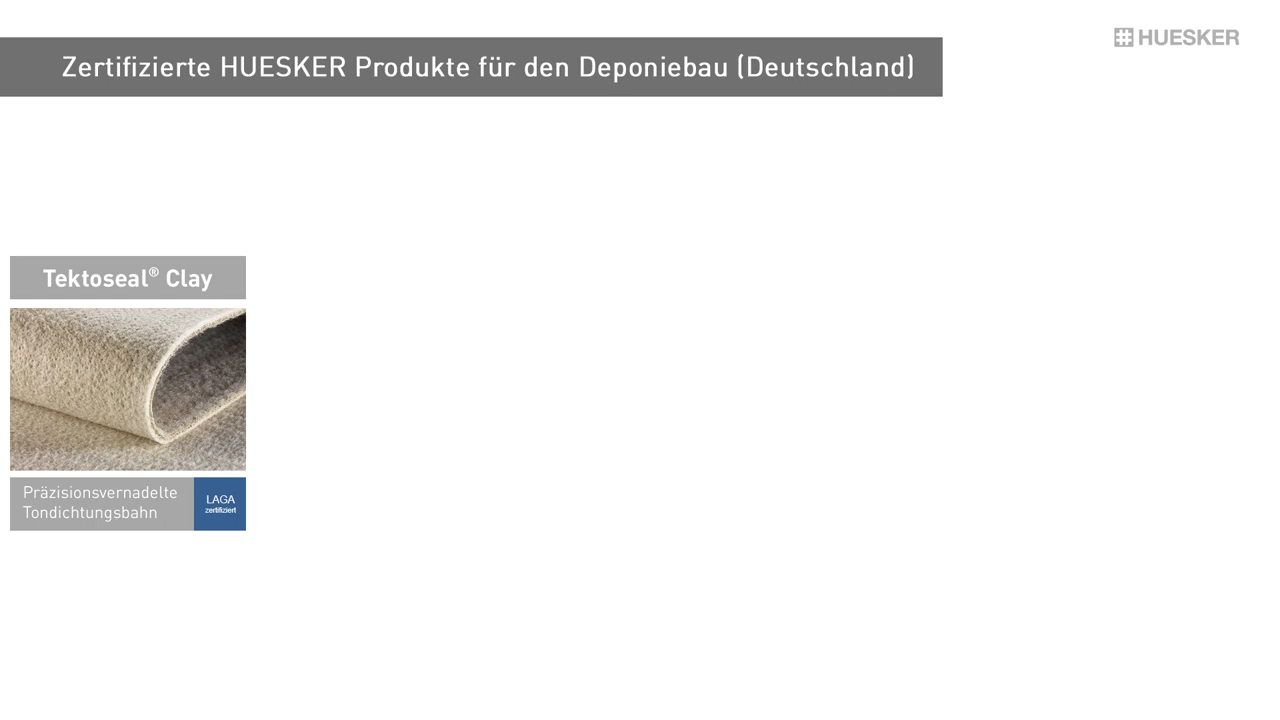 HUESKER
Zertifizierte HUESKER Produkte für den Deponiebau (Deutschland)
Tektoseal® Clay
Präzisionsvernadelte
Tondichtungsbahn
LAGA
zertifiziert